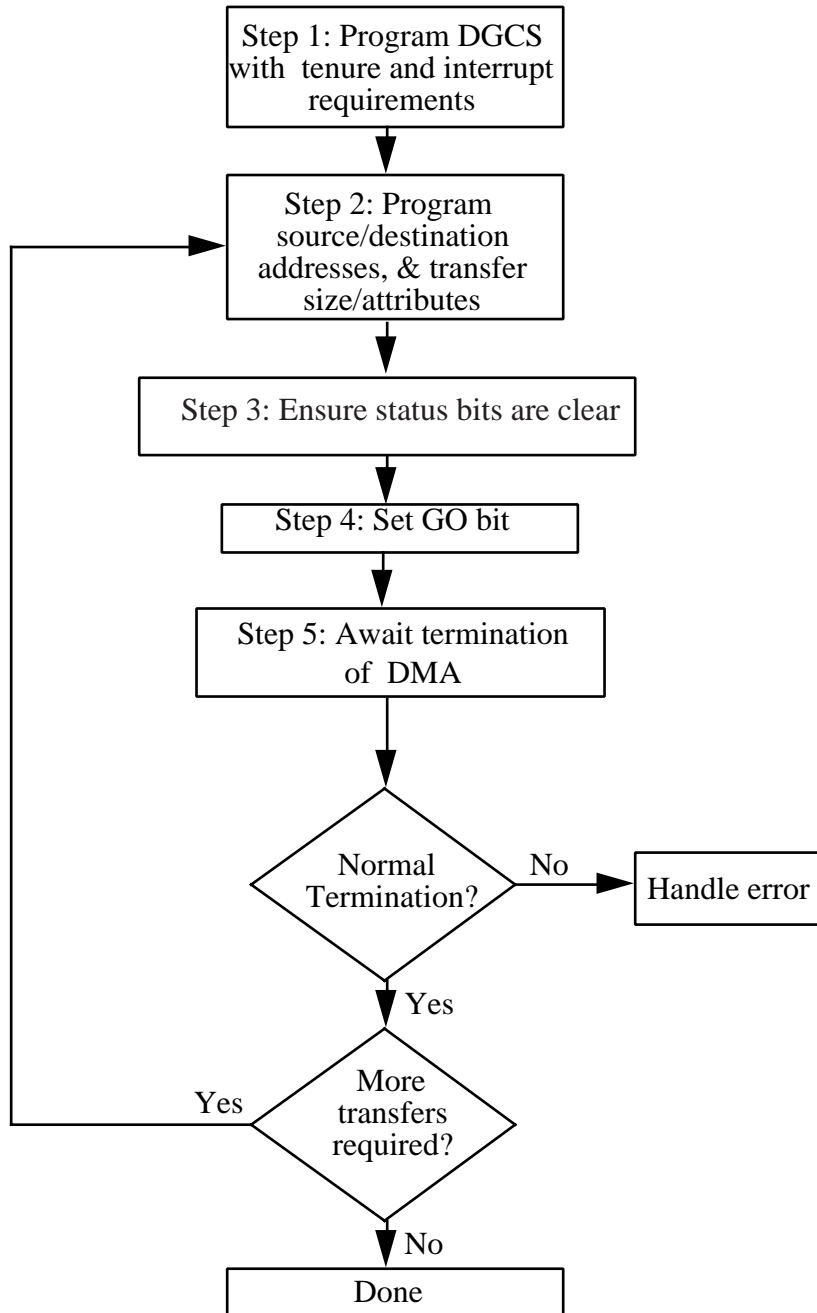 Step 1: Program DGCS
with tenure and interrupt
requirements
Step 2: Program
source/destination
addresses, & transfer
size/attributes
Step 3: Ensure status bits are clear
Step 4: Set GO bit
Step 5: Await termination
of DMA
Normal
Termination?
No
Handle error
Yes
More
transfers
required?
Yes
No
Done